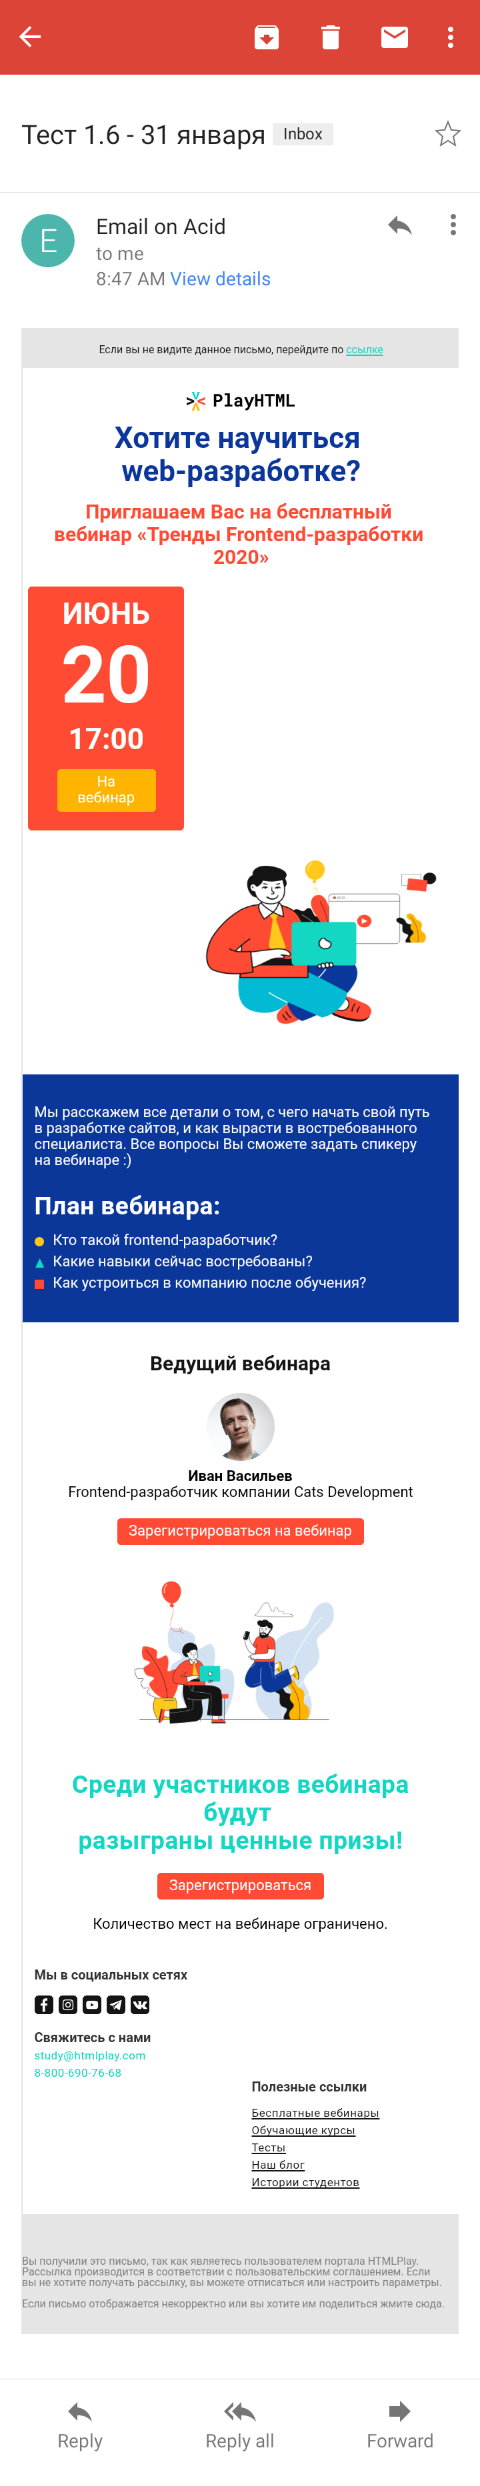 Тест 1.6 - 31 января Inbox
E
Email on Acid
to me
8:47 AM View details
Если вы не видите данное письмо, перейдите по ссылке
PlayHTML
Хотите научиться
web-разработке?
Приглашаем Вас на бесплатный
вебинар «Тренды Frontend-разработки
2020»
ИЮНЬ
20
17:00
На
вебинар
Мы расскажем все детали о том, с чего начать свой путь
в разработке сайтов, и как вырасти в востребованного
специалиста. Все вопросы Вы сможете задать спикеру
на вебинаре :)
План вебинара:
Кто такой frontend-разработчик?
Какие навыки сейчас востребованы?
Как устроиться в компанию после обучения?
Ведущий вебинара
Иван Васильев
Frontend-разработчик компании Cats Development
Зарегистрироваться на вебинар
Среди участников вебинара
будут
разыграны ценные призы!
Зарегистрироваться
Количество мест на вебинаре ограничено.
Мы в социальных сетях
Свяжитесь с нами
study@htmlplay.com
8-800-690-76-68
Полезные ссылки
Бесплатные вебинары
Обучающие курсы
Тесты
Наш блог
Истории студентов
Вы получили это письмо, так как являетесь пользователем портала HTMLPlay.
Рассылка производится в соответствии с пользовательским соглашением. Если
вы не хотите получать рассылку, вы можете отписаться или настроить параметры.
Если письмо отображается некорректно или вы хотите им поделиться жмите сюда.
Reply
Reply all
Forward